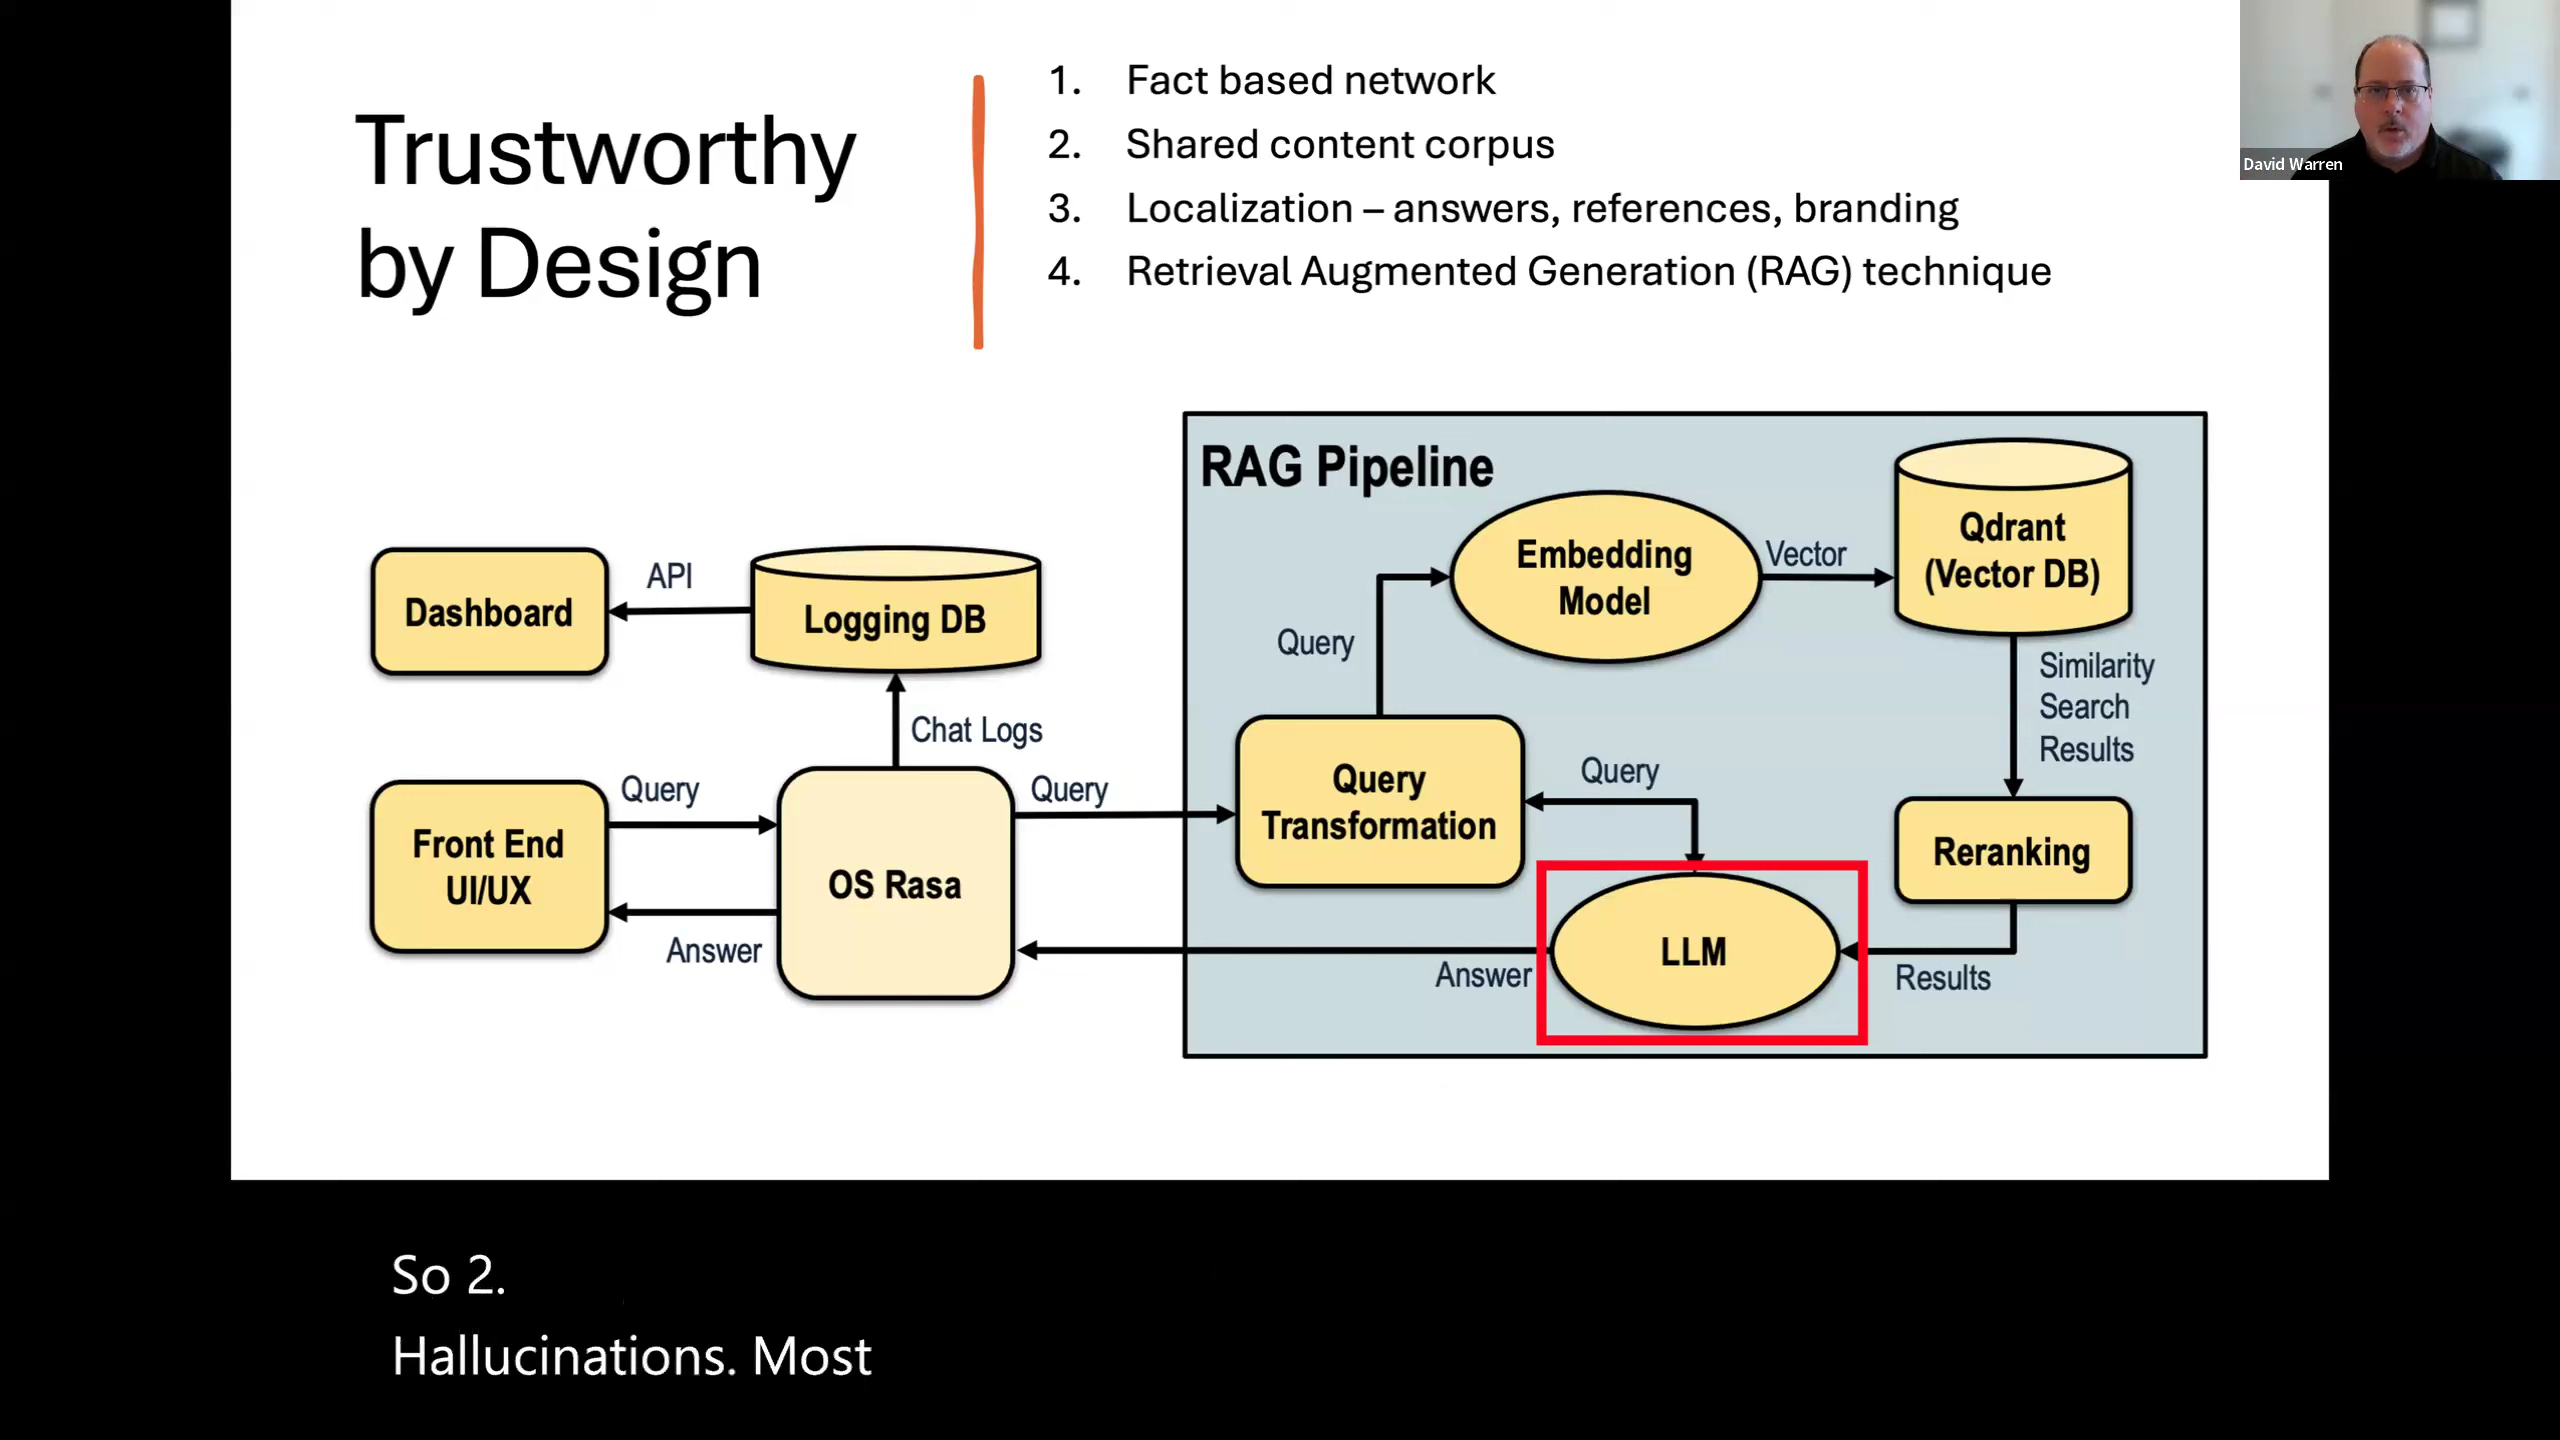 Trustworthy
by Design
1. Fact based network
2. Shared content corpus
3. Localization – answers, references, branding
4. Retrieval Augmented Generation (RAG) technique
David Warren
RAG Pipeline
Embedding
Model
Vector
Qdrant
(Vector DB)
Dashboard
API
Logging DB
Query
Similarity
Search
Results
Chat Logs
Query
Transformation
Query
Reranking
Front End
UI/UX
Query
OS Rasa
Query
Answer
LLM
Answer
Results
So 2.
Hallucinations. Most